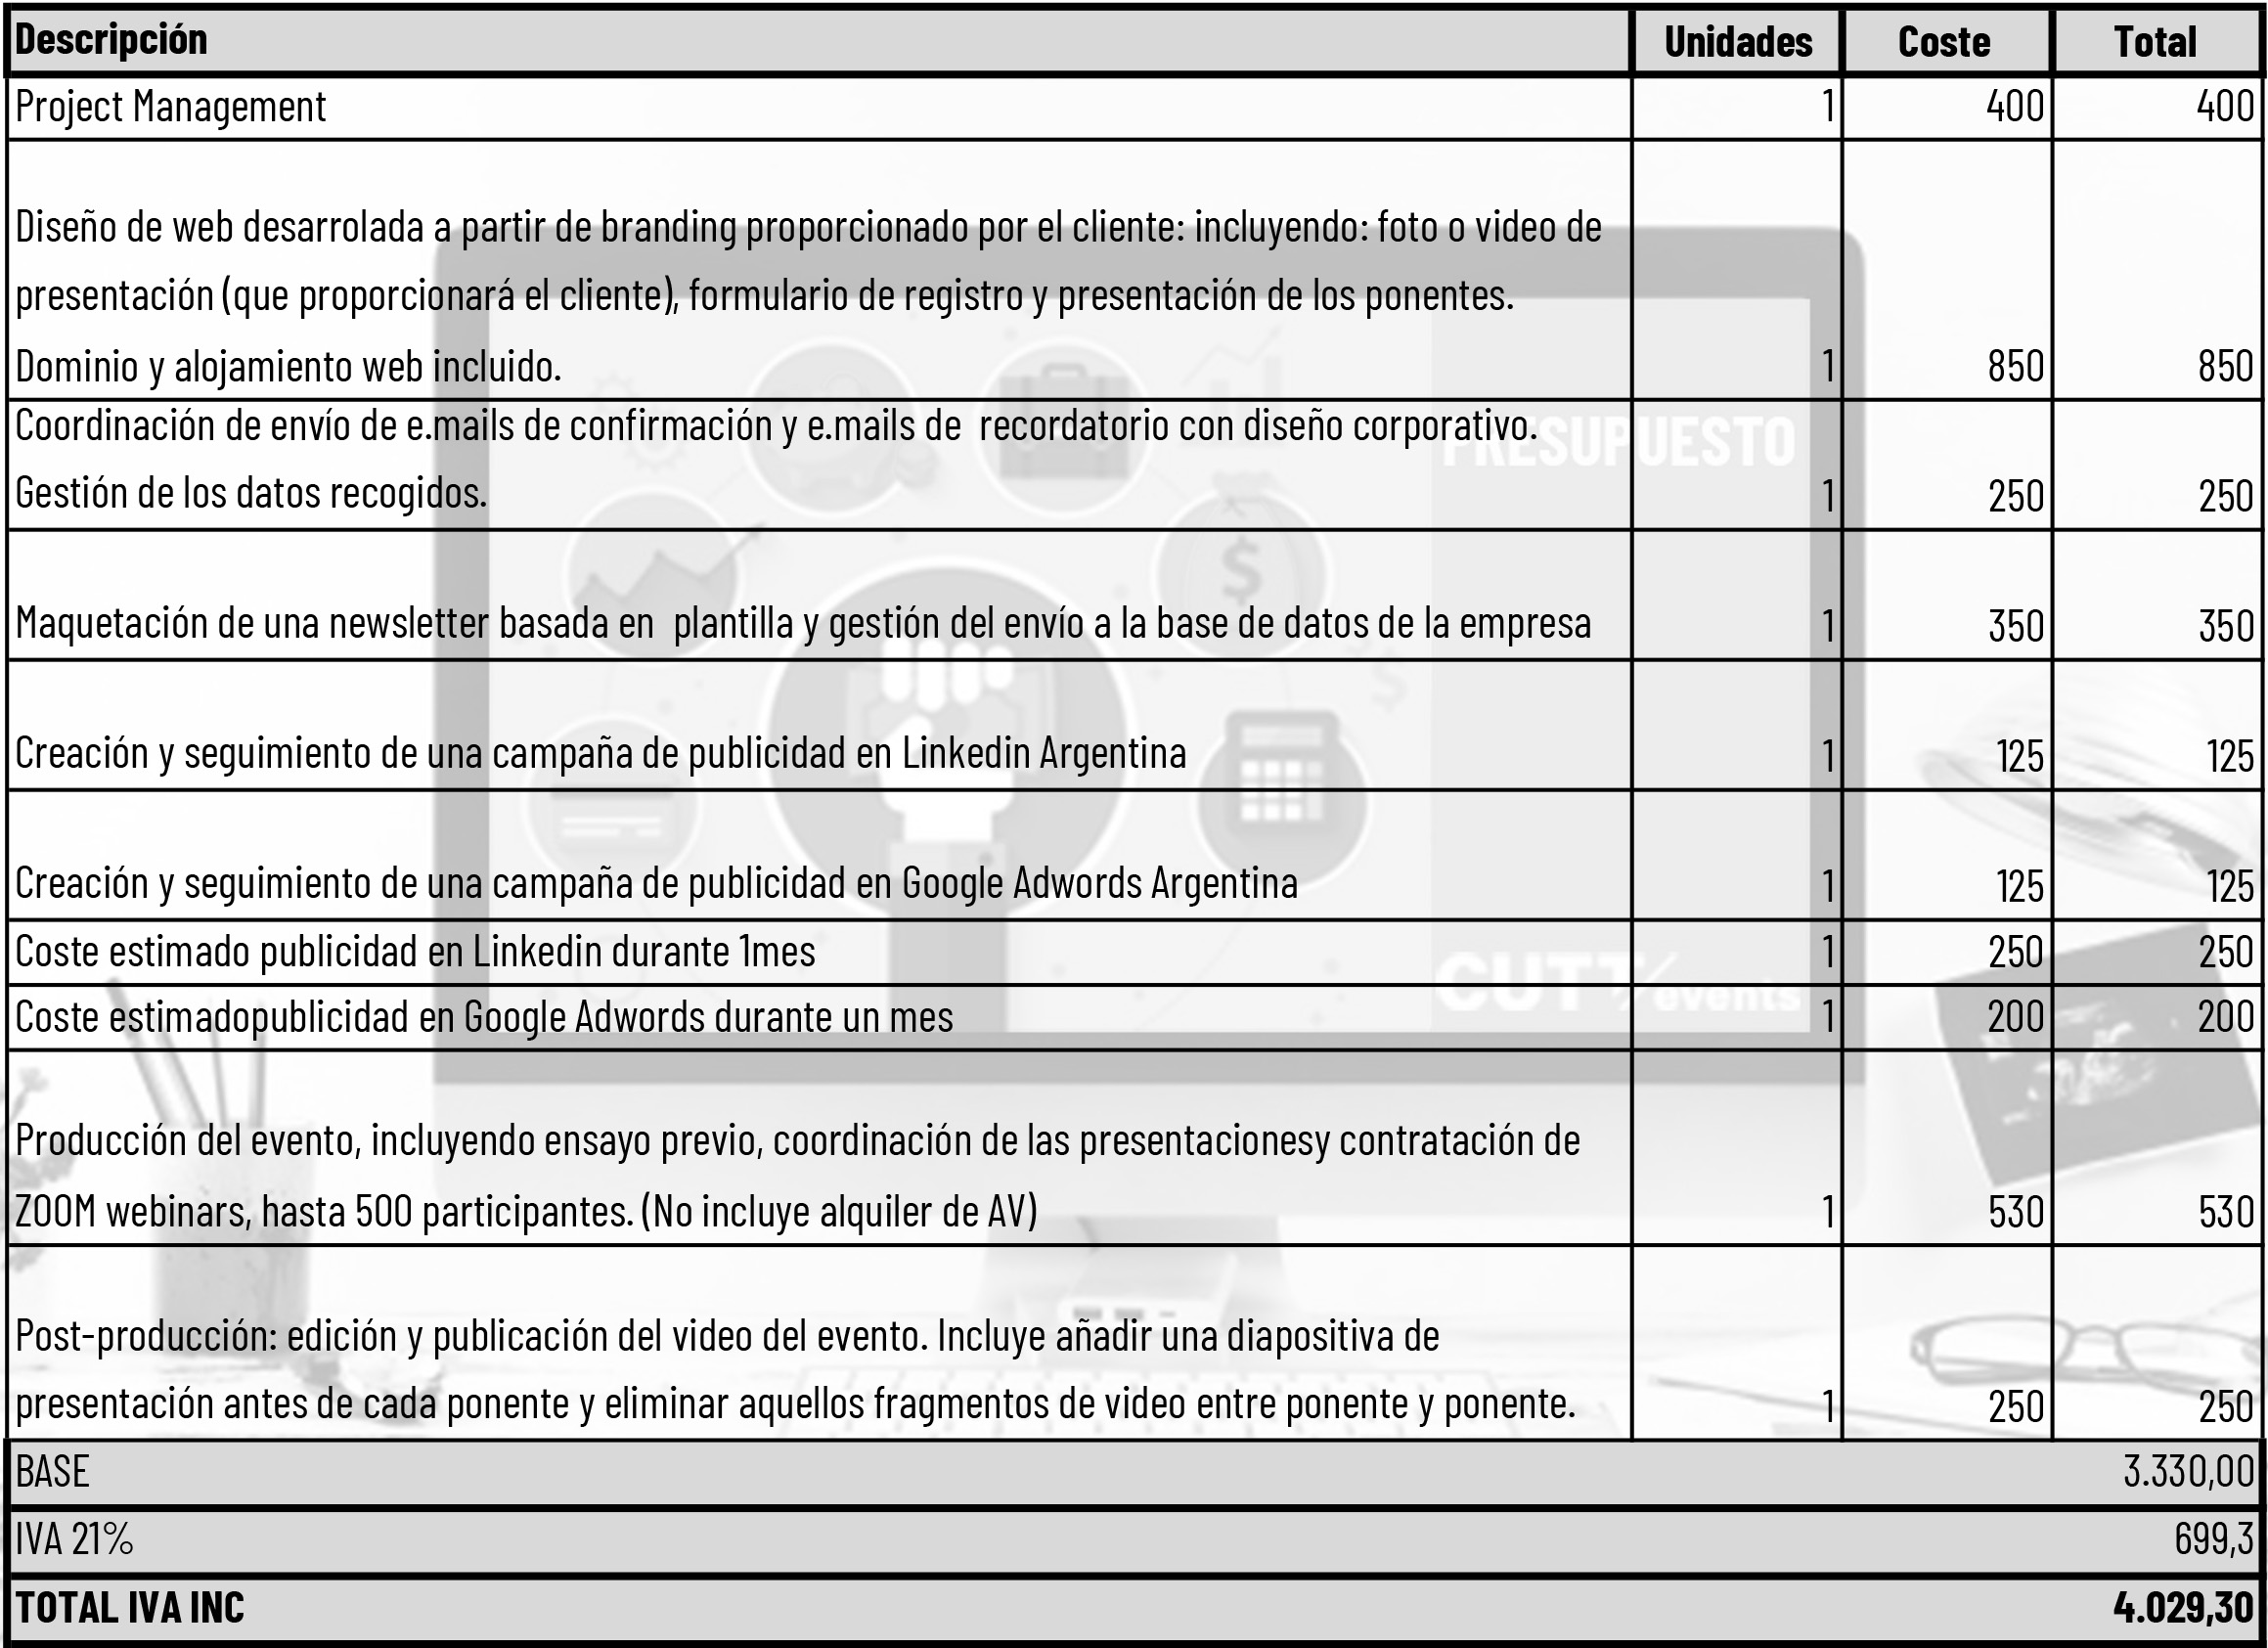 Descripción Unidades Coste Total
Project Management 1 400 400
Diseño de web desarrolada a partir de branding proporcionado por el cliente: incluyendo: foto o video de
presentación (que proporcionará el cliente), formulario de registro y presentación de los ponentes.
Dominio y alojamiento web incluido. 1 850 850
Coordinación de envío de e.mails de confirmación y e.mails de  recordatorio con diseño corporativo.
PRESUPUESTO
Gestión de los datos recogidos. 1 250 250
Maquetación de una newsletter basada en  plantilla y gestión del envío a la base de datos de la empresa 1 350 350
Creación y seguimiento de una campaña de publicidad en Linkedin Argentina 1 125 125
Creación y seguimiento de una campaña de publicidad en Google Adwords Argentina 1 125 125
Coste estimado publicidad en Linkedin durante 1mes 1 250 250
CUTT/events
Coste estimadopublicidad en Google Adwords durante un mes 1 200 200
Producción del evento, incluyendo ensayo previo, coordinación de las presentacionesy contratación de
ZOOM webinars, hasta 500 participantes. (No incluye alquiler de AV) 1 530 530
Post-producción: edición y publicación del video del evento. Incluye añadir una diapositiva de
presentación antes de cada ponente y eliminar aquellos fragmentos de video entre ponente y ponente. 1 250 250
BASE 3.330,00
IVA 21% 699,3
TOTAL IVA INC 4.029,30